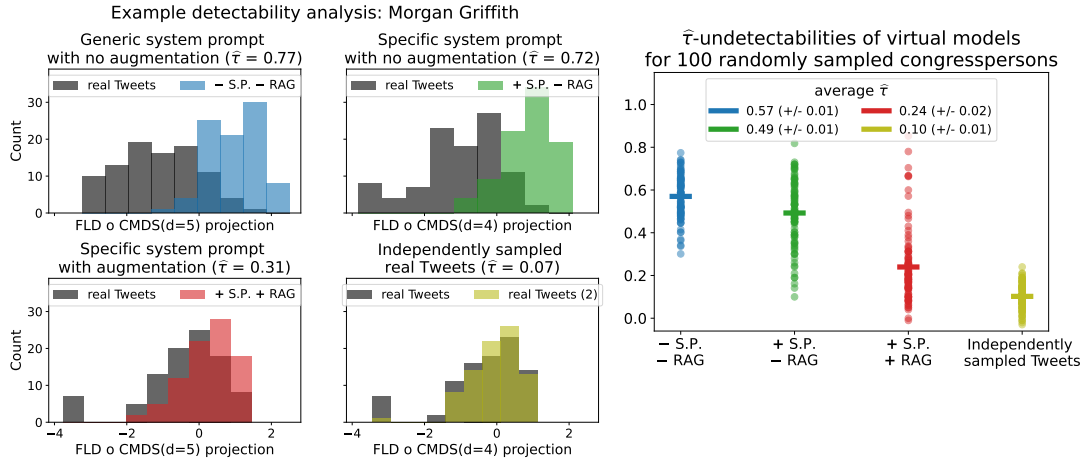 Example detectability analysis: Morgan Griffith
Generic system prompt
with no augmentation (τ̂ = 0.77)
real Tweets
− S.P. − RAG
Count
30
20
10
0
FLD o CMDS(d=5) projection
Specific system prompt
with no augmentation (τ̂ = 0.72)
real Tweets
+ S.P. − RAG
FLD o CMDS(d=4) projection
Specific system prompt
with augmentation (τ̂ = 0.31)
real Tweets
+ S.P. + RAG
Count
30
20
10
0
−4 −2 0 2
FLD o CMDS(d=5) projection
Independently sampled
real Tweets (τ̂ = 0.07)
real Tweets
real Tweets (2)
−4 −2 0 2
FLD o CMDS(d=4) projection
τ̂-undetectabilities of virtual models
for 100 randomly sampled congresspersons
average τ̂
0.57 (+/- 0.01)
0.49 (+/- 0.01)
0.24 (+/- 0.02)
0.10 (+/- 0.01)
1.0
0.8
0.6
0.4
0.2
0.0
− S.P.
− RAG
+ S.P.
− RAG
+ S.P.
+ RAG
Independently
sampled Tweets